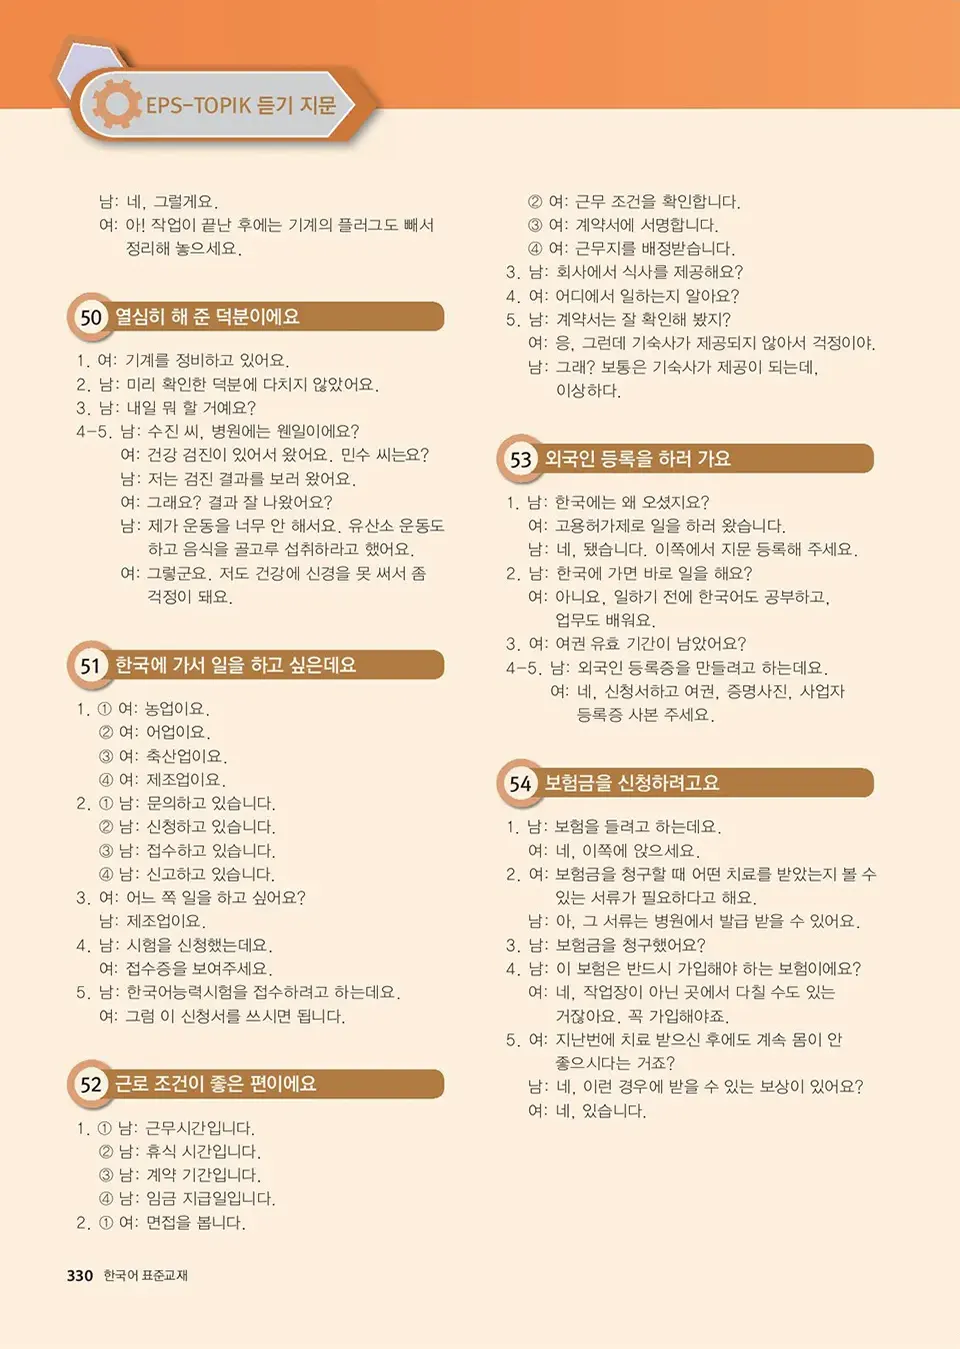 EPS-TOPIK 듣기 지문
남: 네, 그럴게요.
여: 아! 작업이 끝난 후에는 기계의 플러그도 빼서
정리해 놓으세요.
50 열심히 해 준 덕분이에요
1. 여: 기계를 정비하고 있어요.
2. 남: 미리 확인한 덕분에 다치지 않았어요.
3. 남: 내일 뭐 할 거예요?
4-5. 남: 수진 씨, 병원에는 웬일이에요?
여: 건강 검진이 있어서 왔어요. 민수 씨는요?
남: 저는 검진 결과를 보러 왔어요.
여: 그래요? 결과 잘 나왔어요?
남: 제가 운동을 너무 안 해서요. 유산소 운동도
하고 음식을 골고루 섭취하라고 했어요.
여: 그렇군요. 저도 건강에 신경을 못 써서 좀
걱정이 돼요.
51 한국에 가서 일을 하고 싶은데요
1. ① 여: 농업이요.
② 여: 어업이요.
③ 여: 축산업이요.
④ 여: 제조업이요.
2. ① 남: 문의하고 있습니다.
② 남: 신청하고 있습니다.
③ 남: 접수하고 있습니다.
④ 남: 신고하고 있습니다.
3. 여: 어느 쪽 일을 하고 싶어요?
남: 제조업이요.
4. 남: 시험을 신청했는데요.
여: 접수증을 보여주세요.
5. 남: 한국어능력시험을 접수하려고 하는데요.
여: 그럼 이 신청서를 쓰시면 됩니다.
52 근로 조건이 좋은 편이에요
1. ① 남: 근무시간입니다.
② 남: 휴식 시간입니다.
③ 남: 계약 기간입니다.
④ 남: 임금 지급일입니다.
2. ① 여: 면접을 봅니다.
② 여: 근무 조건을 확인합니다.
③ 여: 계약서에 서명합니다.
④ 여: 근무지를 배정받습니다.
3. 남: 회사에서 식사를 제공해요?
4. 여: 어디에서 일하는지 알아요?
5. 남: 계약서는 잘 확인해 봤지?
여: 응, 그런데 기숙사가 제공되지 않아서 걱정이야.
남: 그래? 보통은 기숙사가 제공이 되는데,
이상하다.
53 외국인 등록을 하러 가요
1. 남: 한국에는 왜 오셨지요?
여: 고용허가제로 일을 하러 왔습니다.
남: 네, 됐습니다. 이쪽에서 지문 등록해 주세요.
2. 남: 한국에 가면 바로 일을 해요?
여: 아니요, 일하기 전에 한국어도 공부하고,
업무도 배워요.
3. 여: 여권 유효 기간이 남았어요?
4-5. 남: 외국인 등록증을 만들려고 하는데요.
여: 네, 신청서하고 여권, 증명사진, 사업자
등록증 사본 주세요.
54 보험금을 신청하려고요
1. 남: 보험을 들려고 하는데요.
여: 네, 이쪽에 앉으세요.
2. 여: 보험금을 청구할 때 어떤 치료를 받았는지 볼 수
있는 서류가 필요하다고 해요.
남: 아, 그 서류는 병원에서 발급 받을 수 있어요.
3. 남: 보험금을 청구했어요?
4. 남: 이 보험은 반드시 가입해야 하는 보험이에요?
여: 네, 작업장이 아닌 곳에서 다칠 수도 있는
거잖아요. 꼭 가입해야죠.
5. 여: 지난번에 치료 받으신 후에도 계속 몸이 안
좋으시다는 거죠?
남: 네, 이런 경우에 받을 수 있는 보상이 있어요?
여: 네, 있습니다.
330 한국어 표준교재